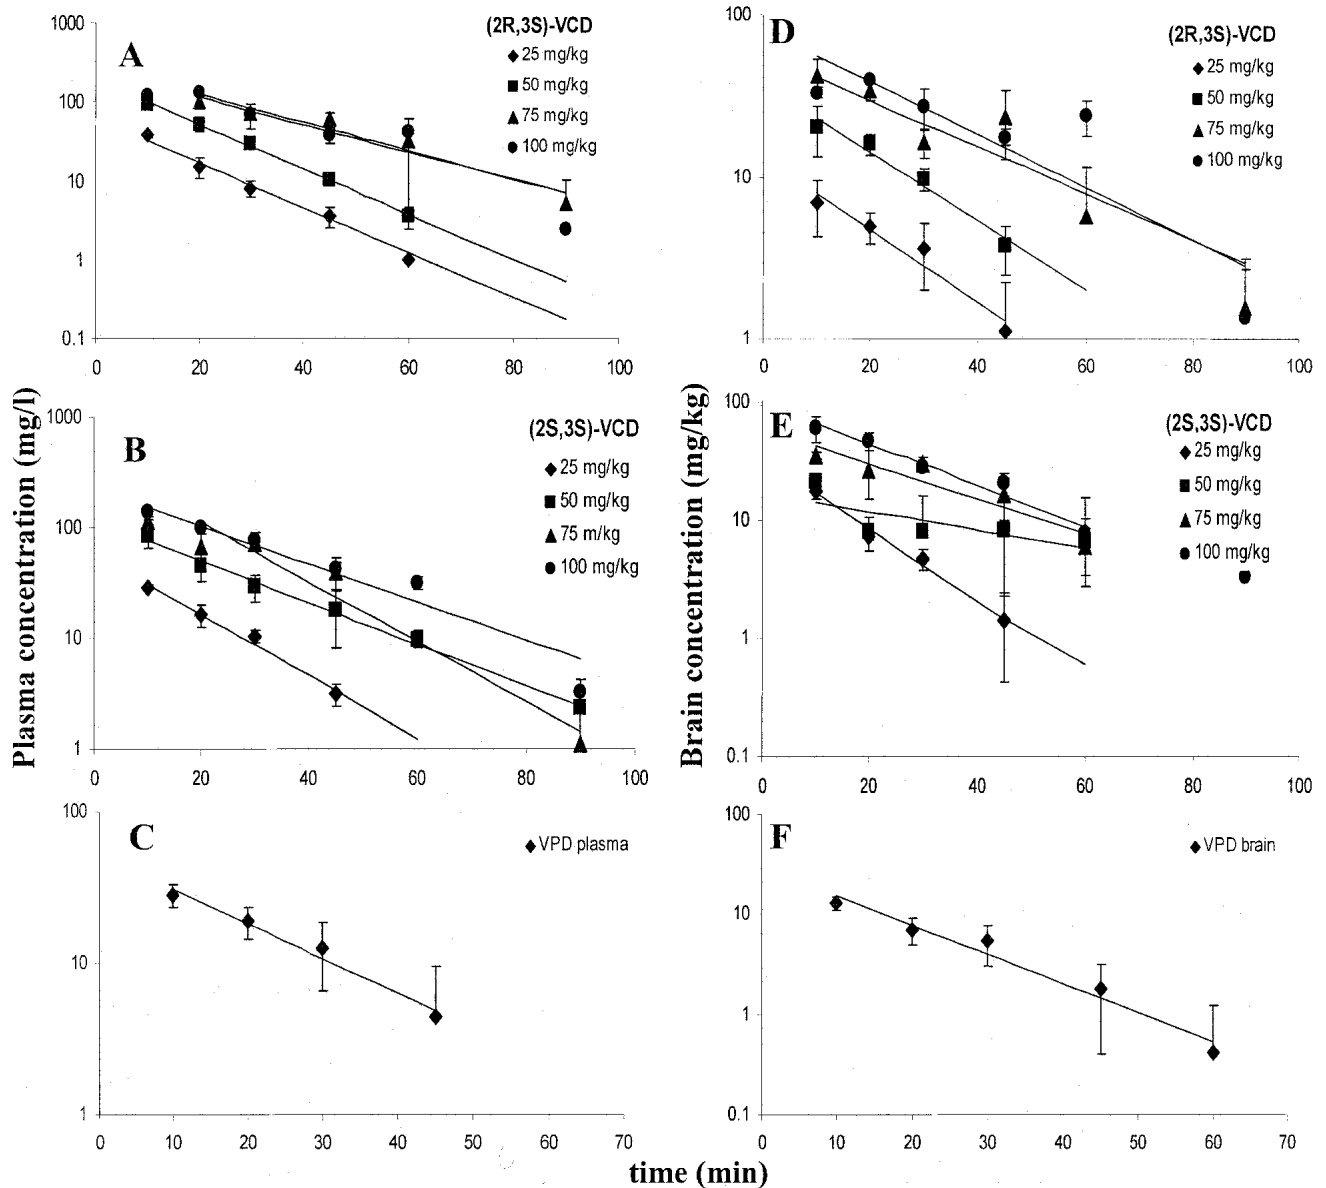 A
(2R,3S)-VCD
25 mg/kg
50 mg/kg
75 mg/kg
100 mg/kg
1000
100
10
1
0.1
0 20 40 60 80 100
B
(2S,3S)-VCD
25 mg/kg
50 mg/kg
75 m/kg
100 mg/kg
1000
100
10
1
0 20 40 60 80 100
C
VPD plasma
100
10
1
0 10 20 30 40 50 60 70
Plasma concentration (mg/l)
D
(2R,3S)-VCD
25 mg/kg
50 mg/kg
75 mg/kg
100 mg/kg
100
10
1
0 20 40 60 80 100
E
(2S,3S)-VCD
25 mg/kg
50 mg/kg
75 mg/kg
100 mg/kg
100
10
1
0.1
0 20 40 60 80 100
F
VPD brain
100
10
1
0.1
0 10 20 30 40 50 60 70
Brain concentration (mg/kg)
time (min)